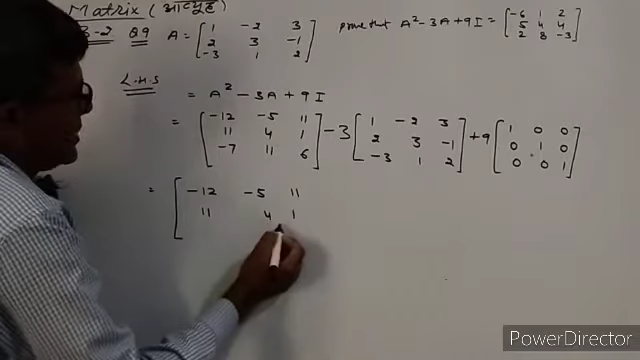 Matrix (आव्यूह)
3-2 Q9 A = [1 -2 3 prove that A² - 3A + 9I = [-6 1 2
2 3 -1 5 4 4
-3 1 2] 2 8 -3]
L.H.S
= A² - 3A + 9I
= [-12 -5 11 [1 -2 3 [1 0 0
11 4 1 -3 2 3 -1 +9 0 1 0
-7 11 6] -3 1 2] 0 0 1]
= [-12 -5 11
11 4 1
PowerDirector